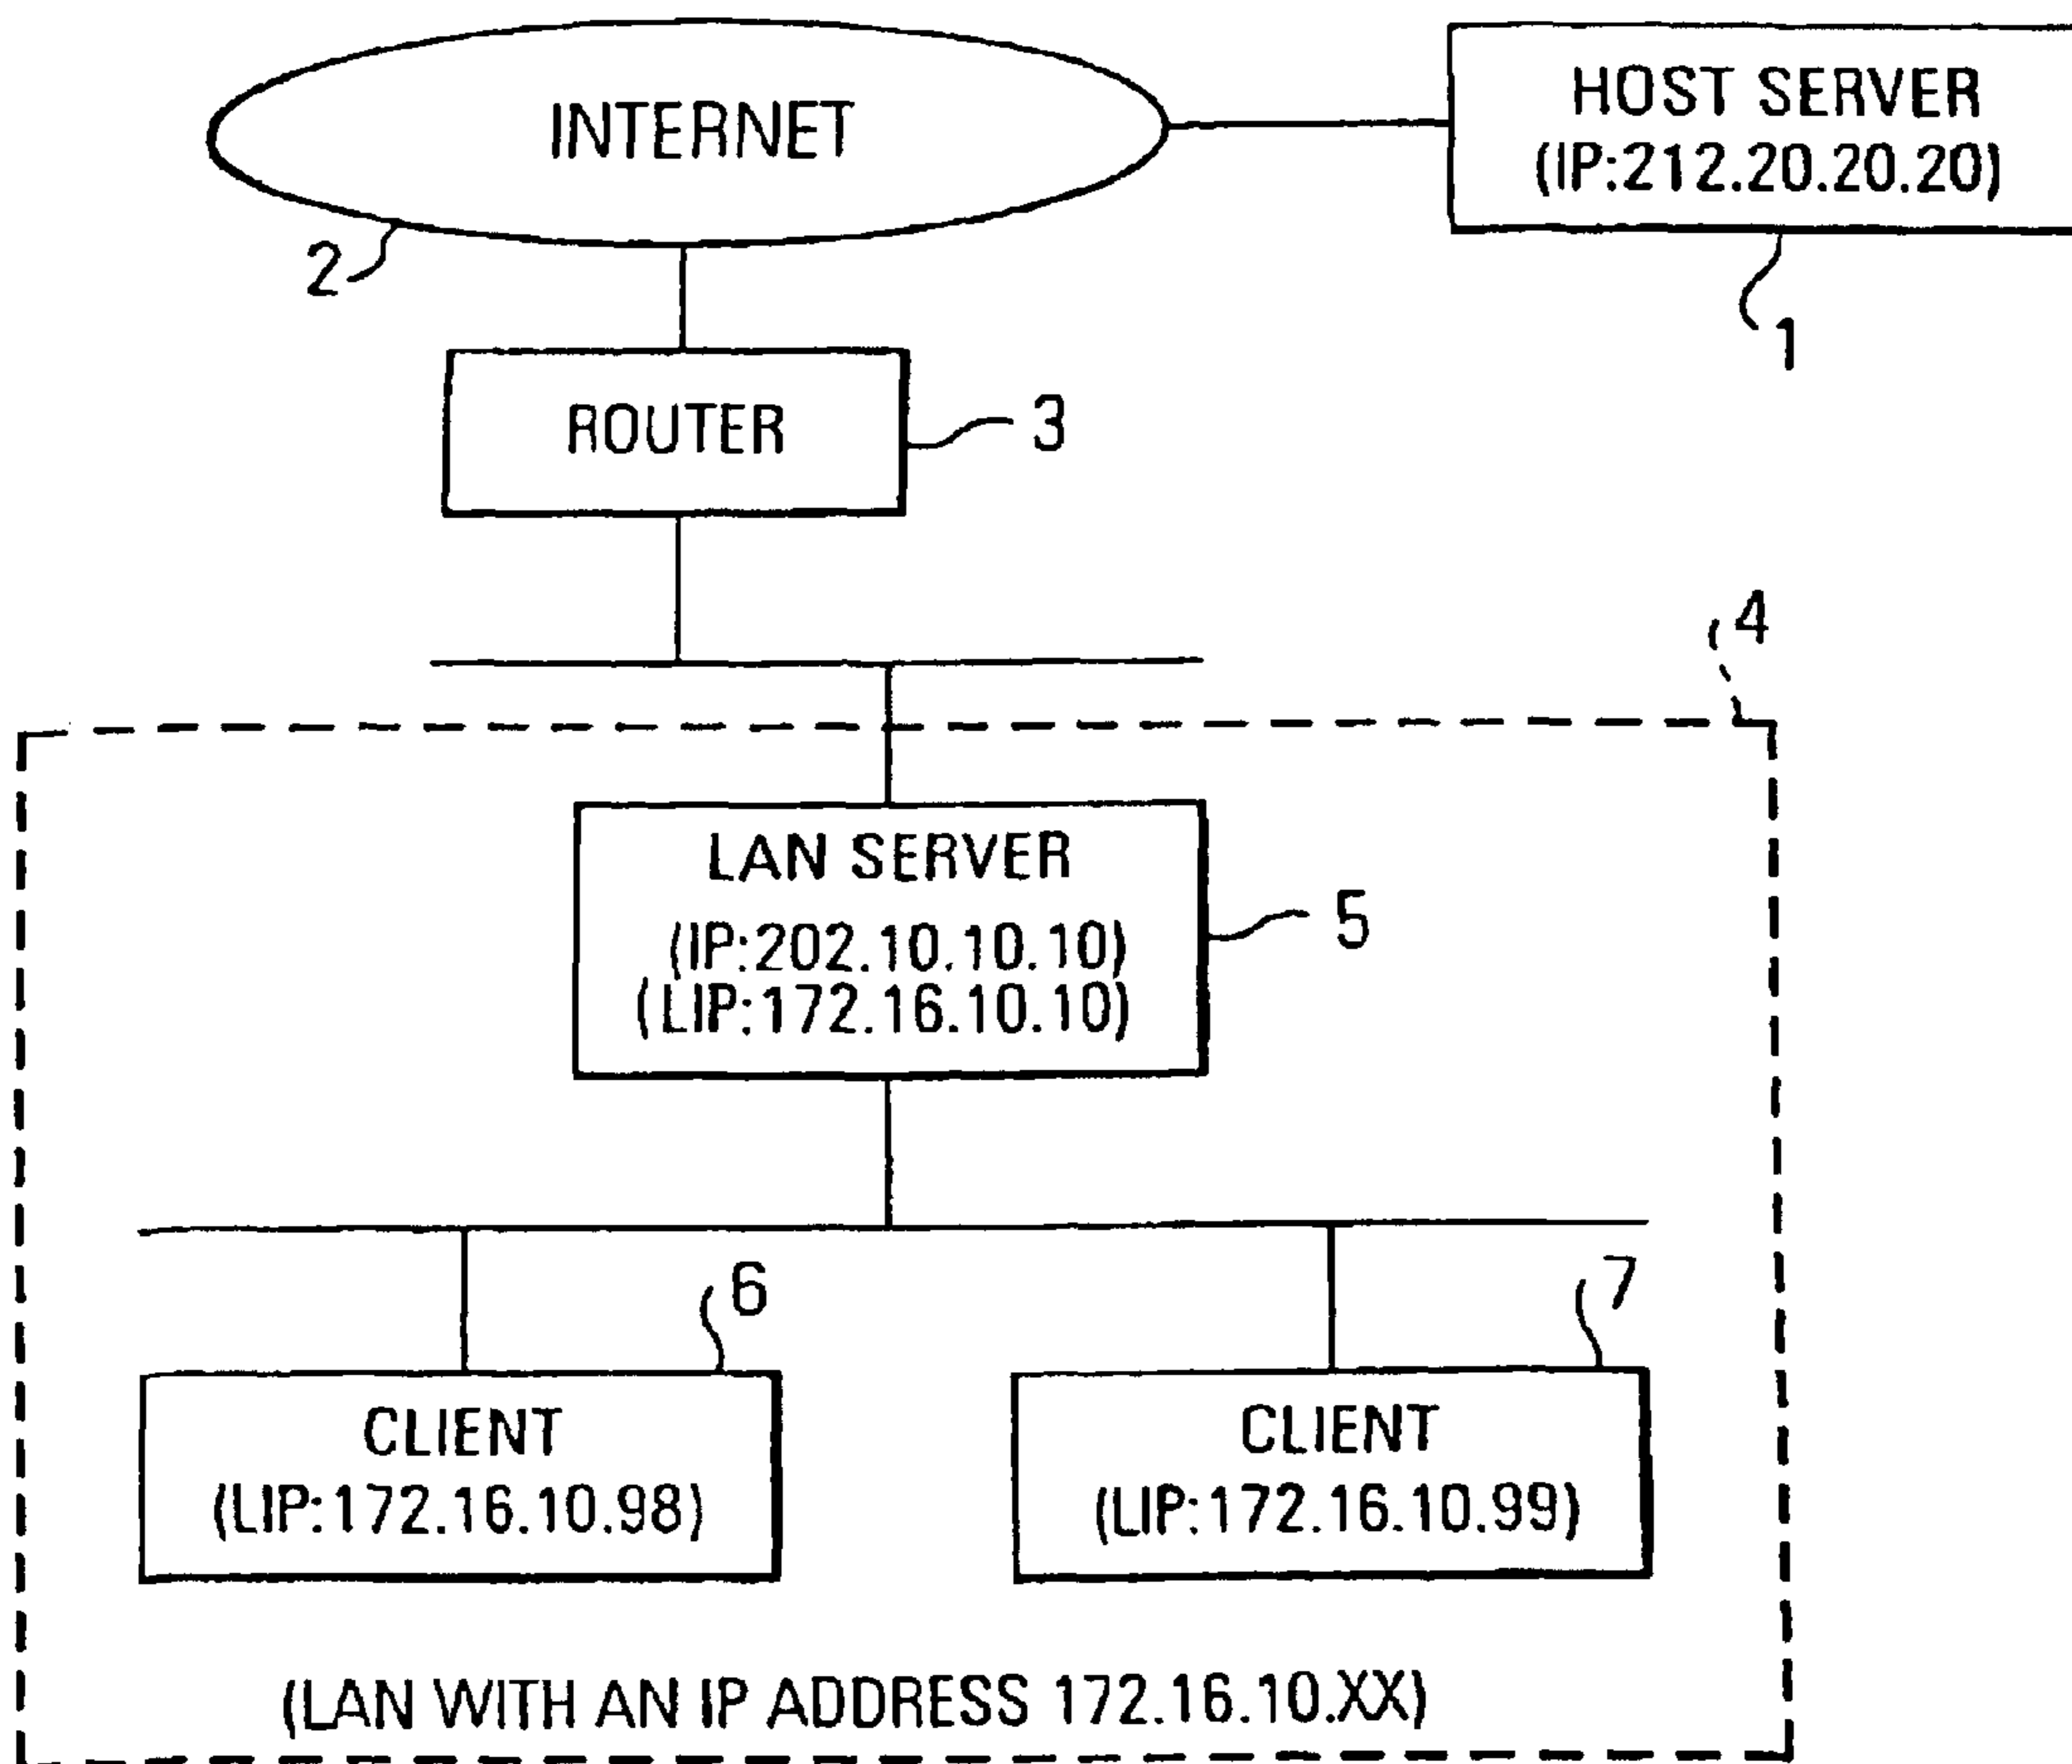 INTERNET
HOST SERVER
(IP:212.20.20.20)
2
1
ROUTER
3
4
LAN SERVER
(IP:202.10.10.10)
(LIP:172.16.10.10)
5
6
7
CLIENT
(LIP:172.16.10.98)
CLIENT
(LIP:172.16.10.99)
(LAN WITH AN IP ADDRESS 172.16.10.XX)